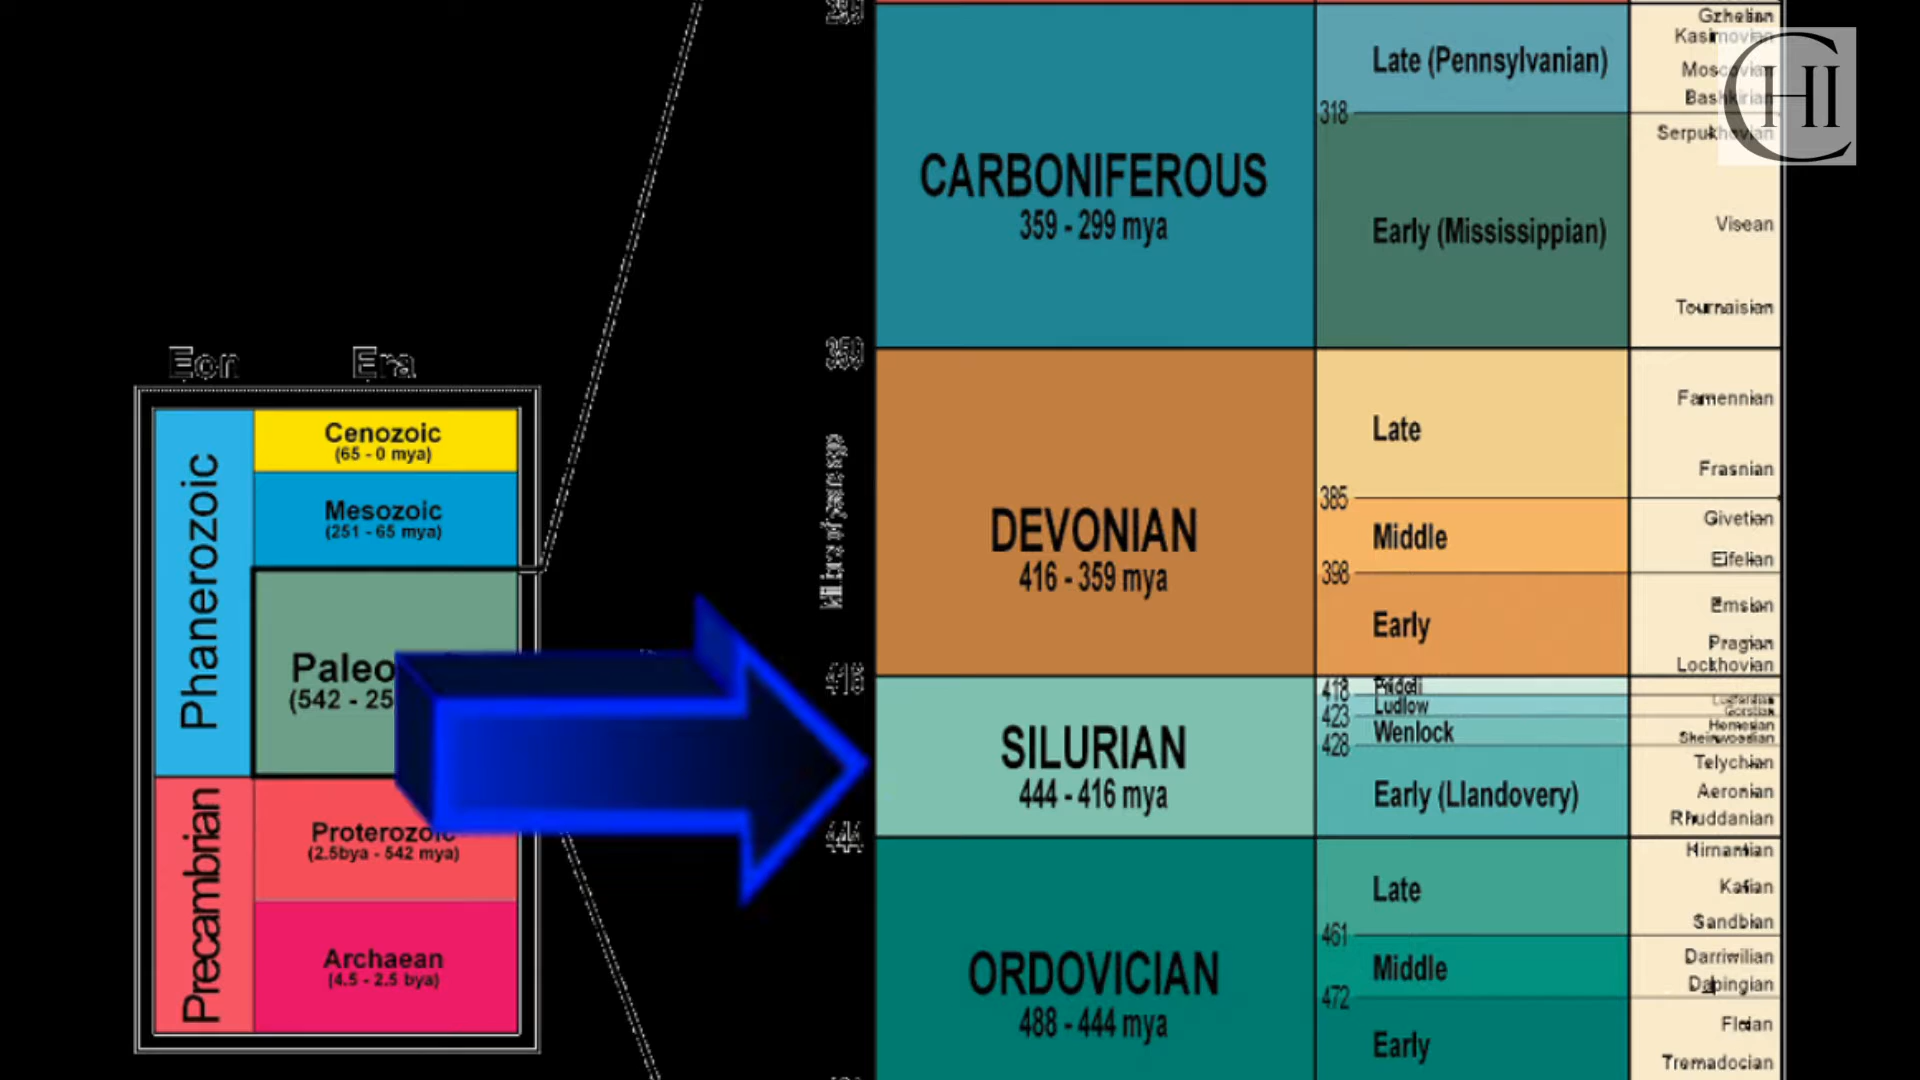 Eon
Era
Phanerozoic
Cenozoic
(65 - 0 mya)
Mesozoic
(251 - 65 mya)
Paleo
(542 - 25
Precambrian
Proterozoic
(2.5bya - 542 mya)
Archaean
(4.5 - 2.5 bya)
359
416
444
CARBONIFEROUS
359 - 299 mya
Late (Pennsylvanian)
318
Early (Mississippian)
Gzhelian
Kasimovian
Moscovian
Bashkirian
Serpukhovian
Visean
Tournaisian
DEVONIAN
416 - 359 mya
Late
385
Middle
398
Early
Famennian
Frasnian
Givetian
Eifelian
Emsian
Pragian
Lockhovian
SILURIAN
444 - 416 mya
418
Pridoli
Ludlow
423
Wenlock
428
Early (Llandovery)
Telychian
Aeronian
Rhuddanian
ORDOVICIAN
488 - 444 mya
Late
461
Middle
472
Early
Hirnantian
Katian
Sandbian
Darriwilian
Dapingian
Floian
Tremadocian
CHI